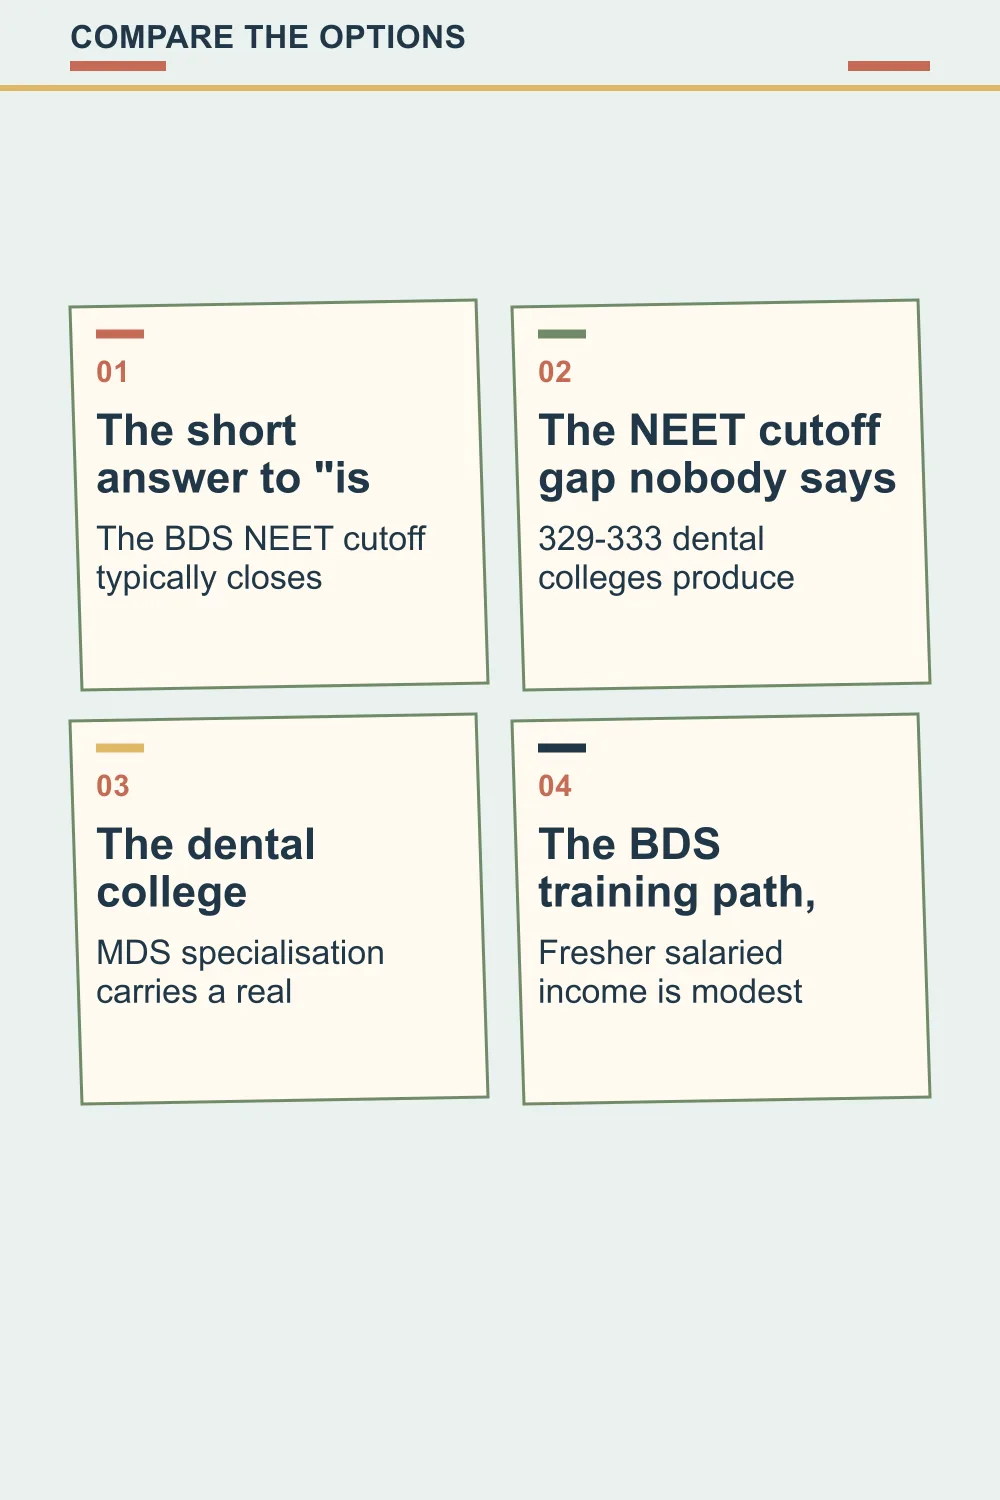 COMPARE THE OPTIONS
01
The short
answer to "is
The BDS NEET cutoff
typically closes
02
The NEET cutoff
gap nobody says
329-333 dental
colleges produce
03
The dental
college
MDS specialisation
carries a real
04
The BDS
training path,
Fresher salaried
income is modest